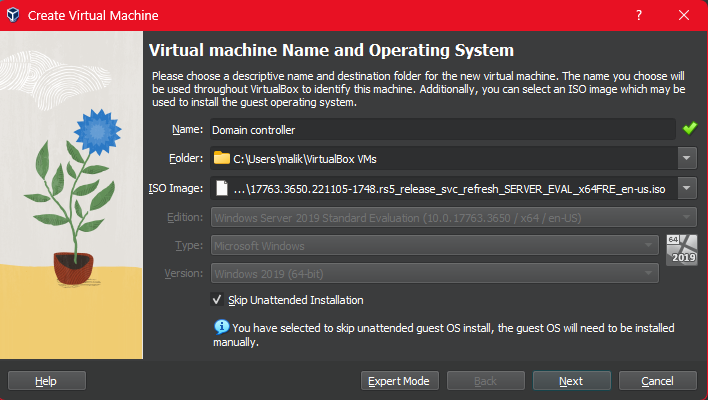 Create Virtual Machine
?
Virtual machine Name and Operating System
Please choose a descriptive name and destination folder for the new virtual machine. The name you choose will
be used throughout VirtualBox to identify this machine. Additionally, you can select an ISO image which may be
used to install the guest operating system.
Name: Domain controller
Folder: C:\Users\malik\VirtualBox VMs
ISO Image: ...\17763.3650.221105-1748.rs5_release_svc_refresh_SERVER_EVAL_x64FRE_en-us.iso
Edition: Windows Server 2019 Standard Evaluation (10.0.17763.3650 / x64 / en-US)
Type: Microsoft Windows
64
2019
Version: Windows 2019 (64-bit)
Skip Unattended Installation
You have selected to skip unattended guest OS install, the guest OS will need to be installed
manually.
Help Expert Mode Back Next Cancel